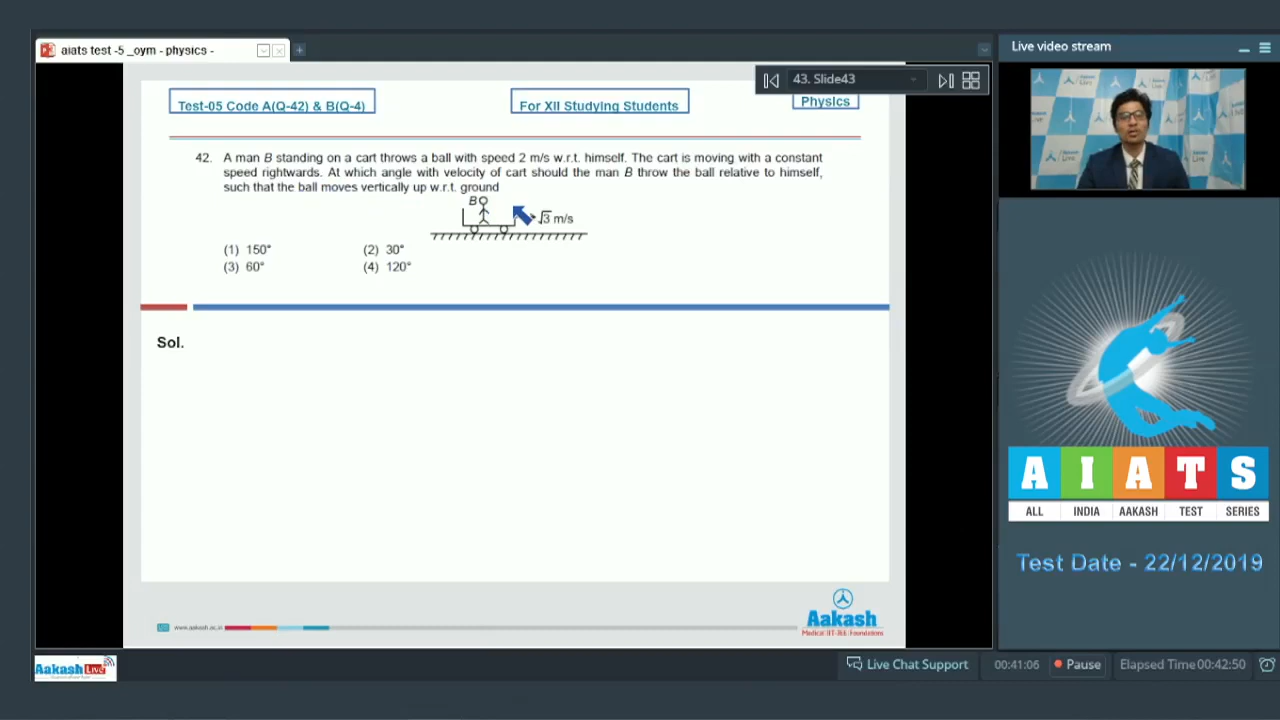 aiats test -5 _oym - physics -
Live video stream
43. Slide43
Test-05 Code A(Q-42) & B(Q-4)
For XII Studying Students
Physics
42. A man B standing on a cart throws a ball with speed 2 m/s w.r.t. himself. The cart is moving with a constant
speed rightwards. At which angle with velocity of cart should the man B throw the ball relative to himself,
such that the ball moves vertically up w.r.t. ground
B
√3 m/s
(1) 150° (2) 30°
(3) 60° (4) 120°
Sol.
Aakash
Medical|IIT-JEE|Foundations
www.aakash.ac.in
Aakash Live
A I A T S
ALL INDIA AAKASH TEST SERIES
Test Date - 22/12/2019
Live Chat Support
00:41:06
Pause
Elapsed Time 00:42:50